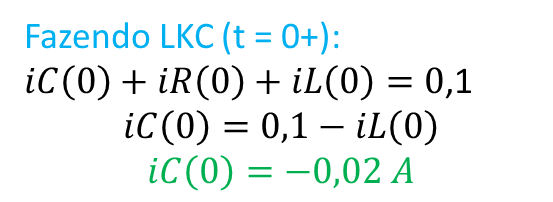 Fazendo LKC (t = 0+):
iC(0) + iR(0) + iL(0) = 0,1
iC(0) = 0,1 − iL(0)
iC(0) = −0,02 A